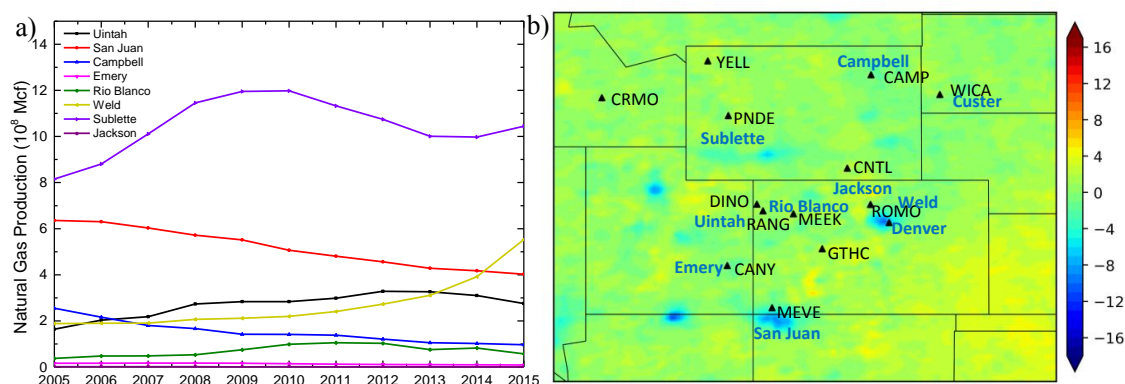 a)
Natural Gas Production (10^8 Mcf)
14
12
10
8
6
4
2
0
Uintah
San Juan
Campbell
Emery
Rio Blanco
Weld
Sublette
Jackson
2005 2006 2007 2008 2009 2010 2011 2012 2013 2014 2015
b)
YELL
Campbell
CAMP
CRMO
WICA
Custer
PNDE
Sublette
CNTL
Jackson
DINO
Rio Blanco
Weld
Uintah
RANG
MEEK
ROMO
Denver
GTHC
Emery
CANY
MEVE
San Juan
16
12
8
4
0
−4
−8
−12
−16